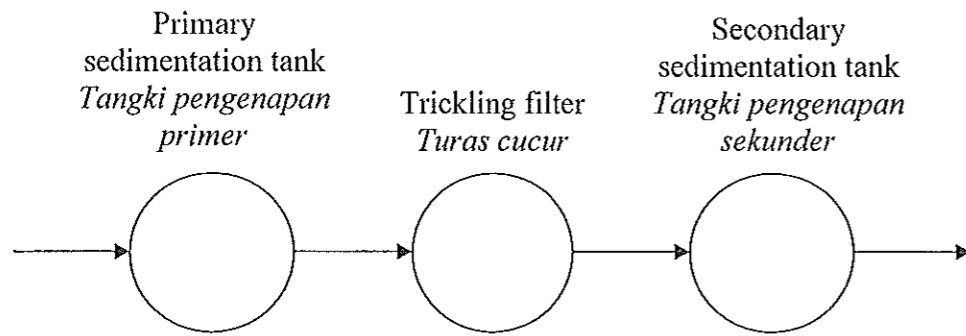 Primary
sedimentation tank
Tangki pengenapan
primer
Trickling filter
Turas cucur
Secondary
sedimentation tank
Tangki pengenapan
sekunder